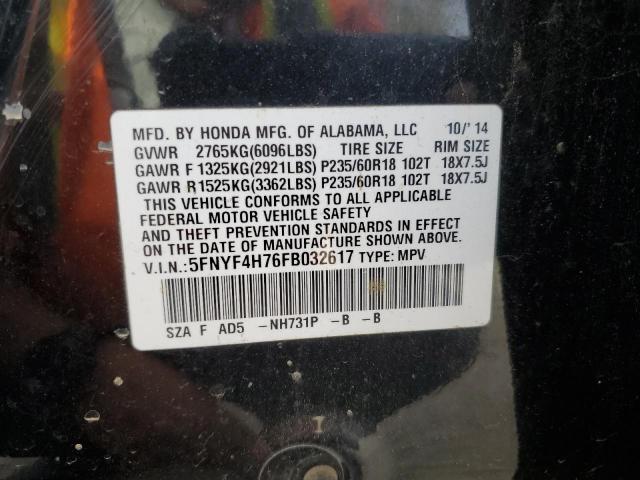 MFD. BY HONDA MFG. OF ALABAMA, LLC 10/'14
GVWR 2765KG(6096LBS) TIRE SIZE RIM SIZE
GAWR F 1325KG(2921LBS) P235/60R18 102T 18X7.5J
GAWR R 1525KG(3362LBS) P235/60R18 102T 18X7.5J
THIS VEHICLE CONFORMS TO ALL APPLICABLE
FEDERAL MOTOR VEHICLE SAFETY
AND THEFT PREVENTION STANDARDS IN EFFECT
ON THE DATE OF MANUFACTURE SHOWN ABOVE.
V.I.N.:5FNYF4H76FB032617 TYPE: MPV
SZA F AD5 -NH731P -B -B